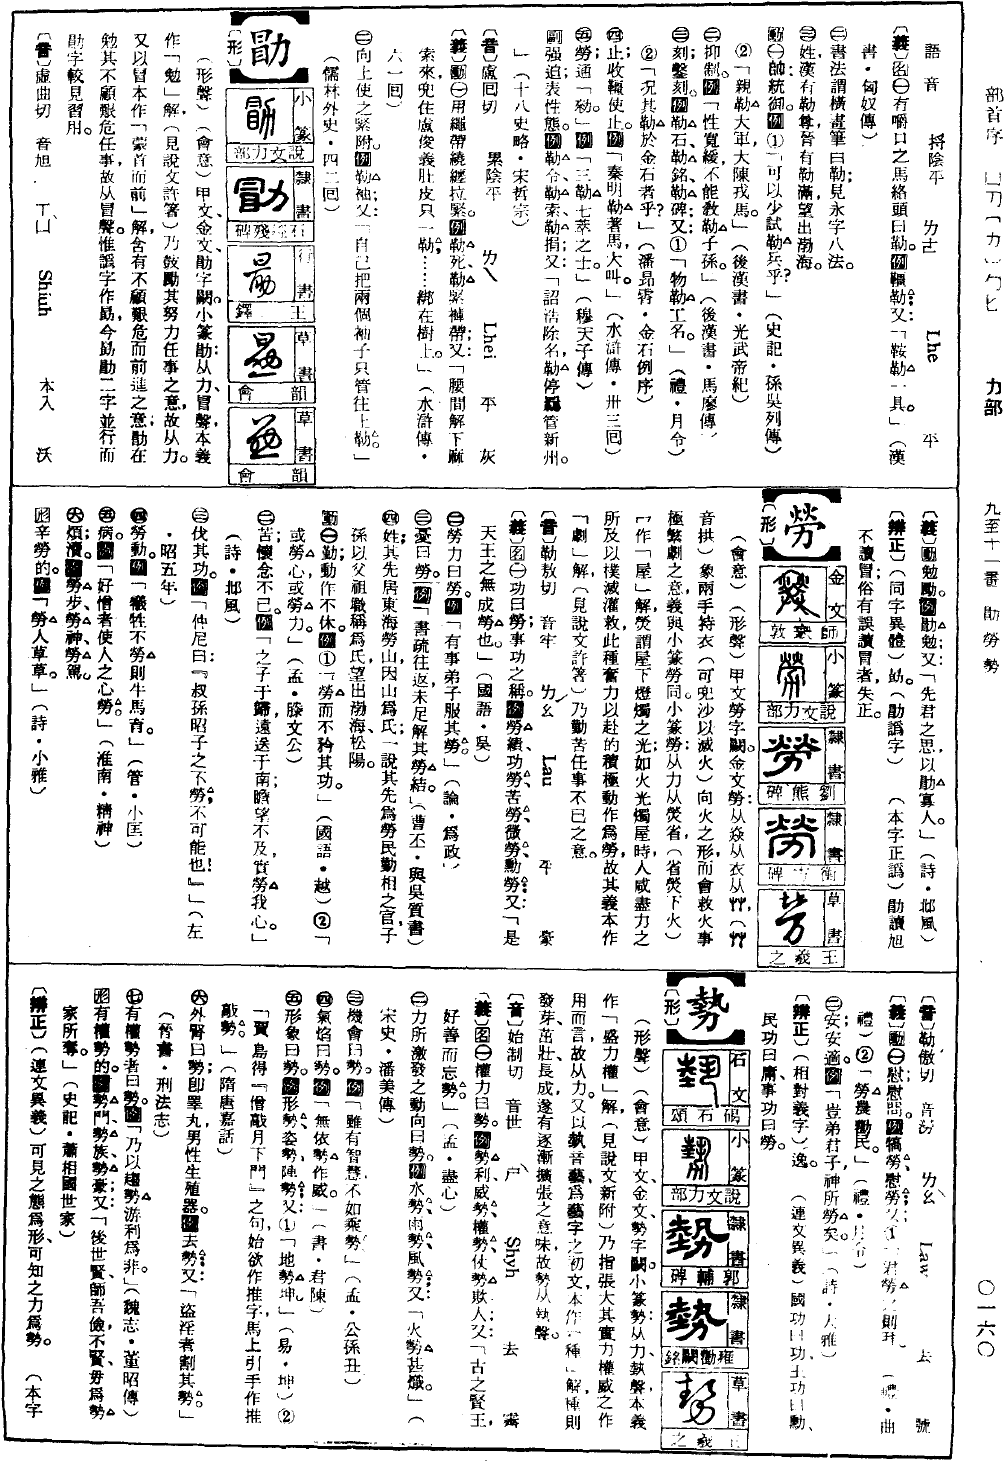 部首序
力部
九至十一畫　勛勞勢
〇一六〇
語音　捋陰平　ㄌㄜ　Lhe　平
〔義〕㊀有嚼口之馬絡頭曰勒。例韁勒；又：「鞍勒一具。」（漢
書・匈奴傳）
㊁書法謂橫畫筆曰勒；見永字八法。
㊂姓，漢有勒尊，晉有勒滿；望出渤海。
動㊀帥；統御。例①「可以少試勒兵乎？」（史記・孫吳列傳）
②「親勒大軍，大陳戎馬。」（後漢書・光武帝紀）
㊁抑制。例「性寬緩，不能教勒子孫。」（後漢書・馬廖傳）
㊂刻；鏨刻。例勒石、勒銘、勒碑；又：①「物勒工名。」（禮・月令）
②「況其勒於金石者乎？」（潘昂霄・金石例序）
㊃止；收韁使止。例「秦明勒著馬大叫。」（水滸傳・卅三回）
㊄勞；通「扐」。例「三勒七萃之士。」（穆天子傳）
副強迫；表性態。例勒令、勒索、勒捐；又：「詔浩除名勒停，羈管新州。
」（十八史略・宋哲宗）
〔音〕盧囘切　累陰平　ㄌㄟ　Lhei　平　灰
〔義〕動㊀用繩帶繞纏拉緊。例勒死、勒緊褲帶；又：「腰間解下麻
索來，兜住盧俊義肚皮只一勒，……綁在樹上。」（水滸傳・
六一回）
㊁向上使之緊附。例勒袖；又：「自己把兩個袖子只管往上勒。」
（儒林外史・四二回）
勖
〔形〕
小篆　說文力部
隸書　石經殘碑
行書　王鐸
草書　韻會
草書　韻會
（形聲）（會意）甲文、金文、勖字闕。小篆勖：从力、冒聲，本義
作「勉」解（見說文許箸）乃鼓勵其努力任事之意，故从力。
又以冒本作「蒙首而前」解，含有不顧艱危而前進之意；勖在
勉其不顧艱危任事，故从冒聲。惟譌字作勗，今勗勖二字並行而
勖字較見習用。
〔音〕虛曲切　音旭　ㄒㄩ　Shiuh　本入　沃
〔義〕動勉勵。例勖勉；又：「先君之思，以勖寡人。」（詩・邶風）
〔辨正〕（同字異體）勗。（勖譌字）　（本字正譌）勖讀旭
不讀冒，俗有誤讀冒者，失正。
勞
〔形〕
金文　師㝨敦
小篆　說文力部
隸書　劉熊碑
隸書　衡方碑
草書　王羲之
（會意）（形聲）甲文勞字闕。金文勞：从焱从衣从廾，（廾
音拱）象兩手持衣（可兜沙以滅火）向火之形，而會救火事
極繁劇之意，義與小篆勞同。小篆勞：从力从熒省（省熒下火）
「作「屋」解，熒謂屋下燈燭之光，如火光燭屋時人咸盡力之
所及以樸滅灌救，此種奮力以赴的積極動作為勞，故其義本作
「劇」解，（見說文許箸）乃勤苦任事不已之意。
〔音〕勒敖切　音牢　ㄌㄠ　Lau　平　豪
〔義〕㊀功曰勞；事功之稱。例勞績、功勞、苦勞、微勞、勳勞；又：「是
天王之無成勞也。」（國語・吳）
㊁勞力曰勞。例「有事弟子服其勞。」（論・為政）
㊂憂曰勞。例「書疏往返，未足解其勞結。」（曹丕・與吳質書）
㊃姓，其先居東海勞山，因山為氏；一說其先為勞民，勤相之官，子
孫以父祖職稱為氏；望出渤海、松陽。
動㊀勤動作不休。例①「勞而不矜其功。」（國語・越）②「
或勞心，或勞力。」（孟・滕文公）
㊁苦；懷念不已。例「之子于歸，遠送于南；瞻望不及，實勞我心。」
（詩・邶風）
㊂伐其功。例「仲尼曰：『叔孫昭子之不勞，不可能也。』」（左
・昭五年）
㊃勞動。例「犧牲不勞，則牛馬育。」（管・小匡）
㊄病。例「好憎者，使人之心勞。」（淮南・精神）
㊅煩瀆。例勞步、勞神、勞駕。
形辛勞的。例「勞人草草。」（詩・小雅）
〔音〕勒傲切　音澇　ㄌㄠ　Law　去　號
〔義〕動㊀慰；慰問。例犒勞、慰勞；又：①「君勞之則拜。」（禮・曲
禮）②「勞農勸民。」（禮・月令）
㊁安；安適。例「豈弟君子，神所勞矣。」（詩・大雅）
〔辨正〕（相對義字）逸。　（連文異義）國功曰功，王功曰勳，
民功曰庸，事功曰勞。
勢
〔形〕
石文　碣石頌
小篆　說文力部
隸書　郭輔碑
隸書　雍勸闕銘
草書　王羲之
（形聲）（會意）甲文、金文、勢字闕。小篆勢：从力、埶聲，本義
作「盛力權」解，（見說文新附）乃指張大其實力權威之作
用而言，故从力。又以埶音藝，為藝字之初文，本作「種」解，種則
發芽茁壯長成，遂有逐漸擴張之意味，故勢从埶聲。
〔音〕始制切　音世　ㄕ　Shyh　去　霽
〔義〕㊀權力曰勢。例勢利、威勢、權勢、仗勢欺人；又：「古之賢王，
好善而忘勢。」（孟・盡心）
㊁力所激發之動向曰勢。例水勢、雨勢、風勢；又：「火勢甚熾。」（
宋史・潘美傳）
㊂機會曰勢。例「雖有智慧，不如乘勢。」（孟・公孫丑）
㊃氣焰曰勢。例「無依勢作威。」（書・君陳）
㊄形象曰勢。例形勢、姿勢、陣勢；又：①「地勢坤。」（易・坤）②
「賈島得『僧敲月下門』之句，始欲作推字，馬上引手作推
敲勢。」（隋唐嘉話）
㊅外腎曰勢；即睪丸；男性生殖器。例去勢；又：「盜淫者割其勢。」
（晉書・刑法志）
㊆有權勢者曰勢。例「乃以趨勢游利為非。」（魏志・董昭傳）
形有權勢的。例勢門、勢族、勢豪；又：「後世賢，師吾儉；不賢，毋為勢
家所奪。」（史記・蕭相國世家）
〔辨正〕（連文異義）可見之態為形，可知之力為勢。　（本字